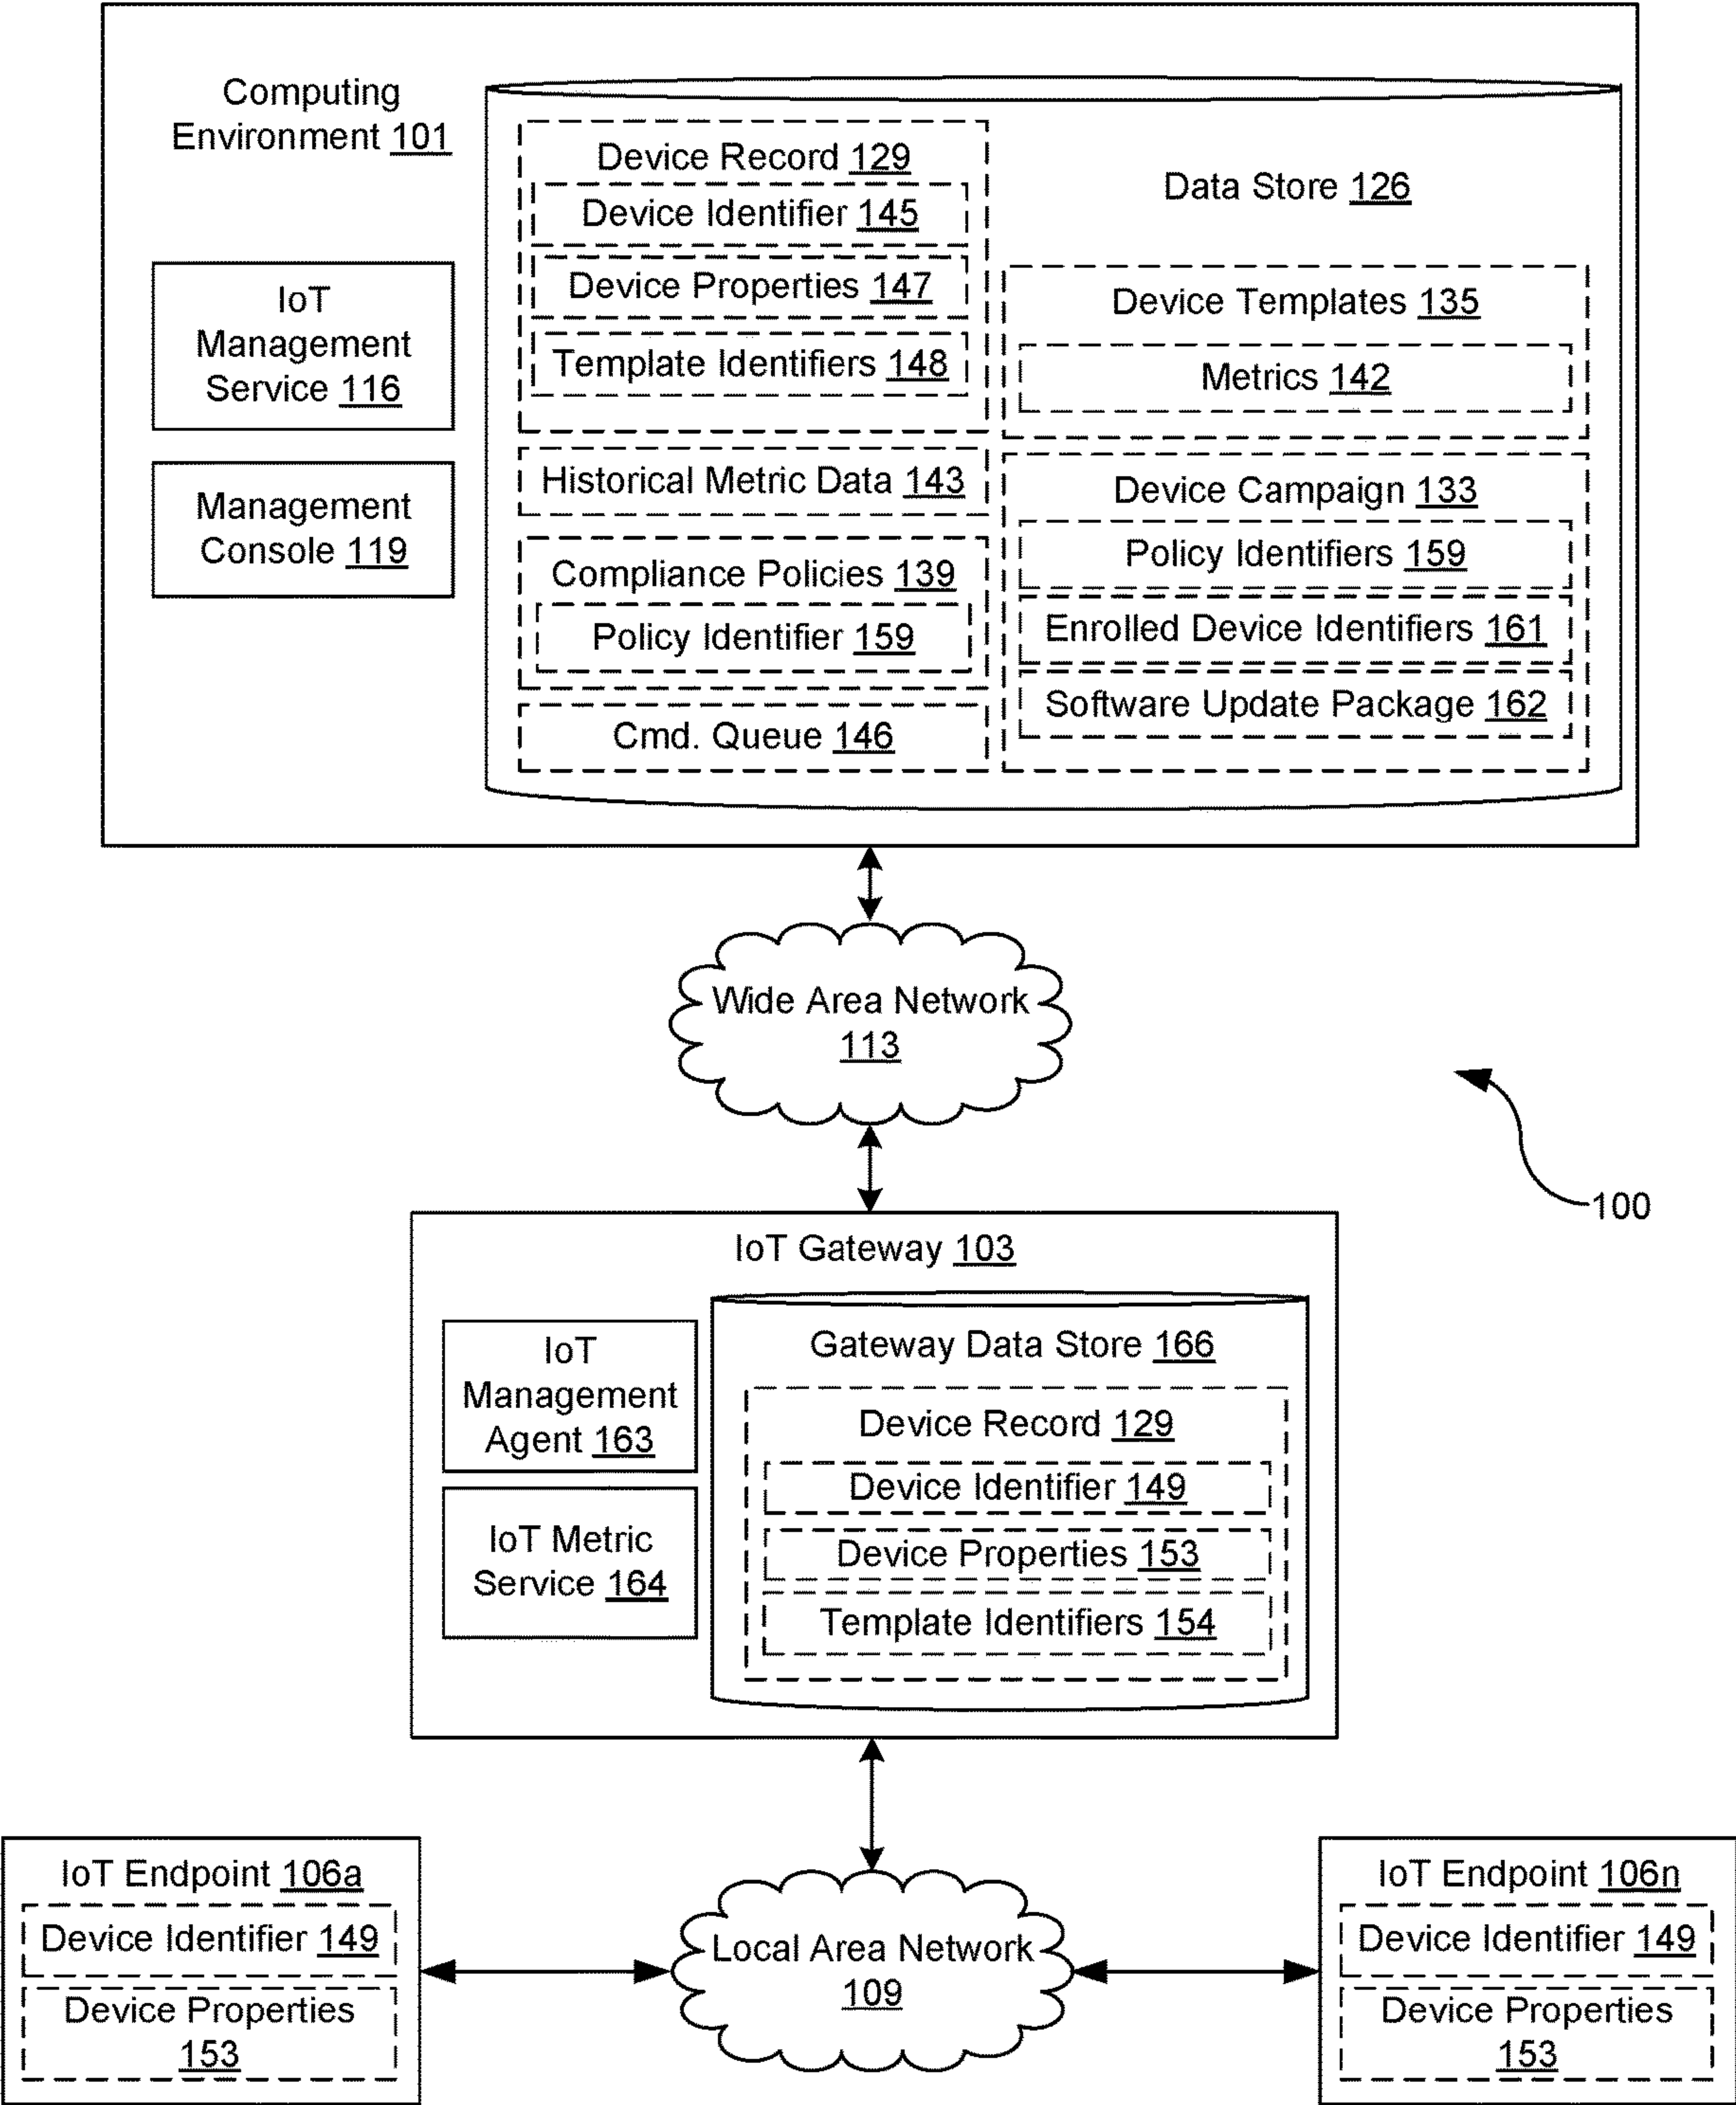 Computing
Environment 101
IoT
Management
Service 116
Management
Console 119
Device Record 129
Device Identifier 145
Device Properties 147
Template Identifiers 148
Historical Metric Data 143
Compliance Policies 139
Policy Identifier 159
Cmd. Queue 146
Data Store 126
Device Templates 135
Metrics 142
Device Campaign 133
Policy Identifiers 159
Enrolled Device Identifiers 161
Software Update Package 162
Wide Area Network
113
100
IoT Gateway 103
IoT
Management
Agent 163
IoT Metric
Service 164
Gateway Data Store 166
Device Record 129
Device Identifier 149
Device Properties 153
Template Identifiers 154
IoT Endpoint 106a
Device Identifier 149
Device Properties
153
Local Area Network
109
IoT Endpoint 106n
Device Identifier 149
Device Properties
153